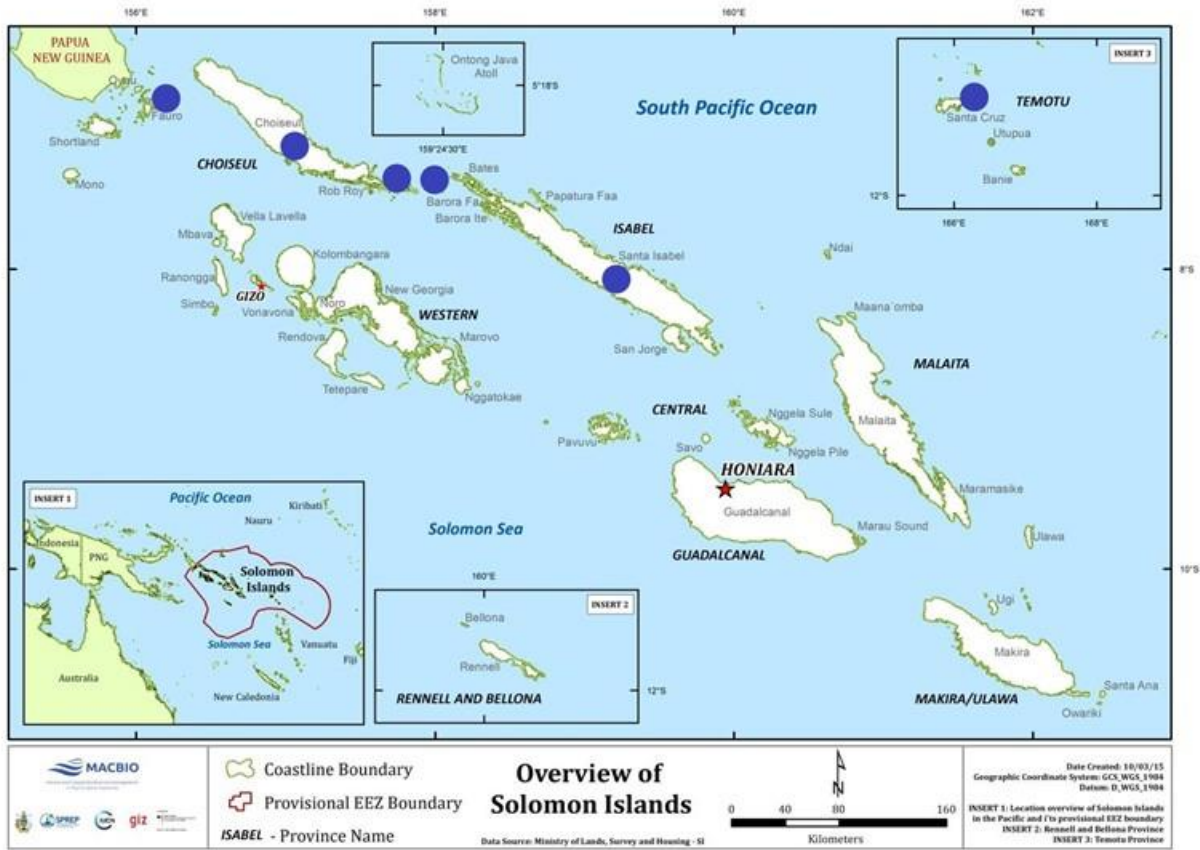 156°E 158°E 160°E 162°E
PAPUA
NEW GUINEA
Fauro
Shortland
Mono
Choiseul
CHOISEUL
Rob Roy
Ontong Java
Atoll
5°18'S
159°24'30"E
South Pacific Ocean
INSERT 3
TEMOTU
Santa Cruz
Utupua
Banie
12°S
166°E 168°E
Bates
Barora Fa
Barora Ite
Papatura Faa
ISABEL
Santa Isabel
San Jorge
Ndai
8°S
Vella Lavella
Mbava
Ranongga
Simbo
GIZO
Kolombangara
Noro
Vonavona
New Georgia
WESTERN
Rendova
Marovo
Tetepare
Nggatokae
Maana'omba
MALAITA
Malaita
Maramasike
CENTRAL
Nggela Sule
Nggela Pile
Pavuvu
Savo
HONIARA
Guadalcanal
Marau Sound
GUADALCANAL
Ulawa
10°S
Solomon Sea
Ugi
Makira
Santa Ana
Owariki
MAKIRA/ULAWA
INSERT 1
Pacific Ocean
Kiribati
Nauru
Indonesia
PNG
Solomon
Islands
Solomon Sea
Vanuatu
Fiji
Australia
New Caledonia
160°E
INSERT 2
Bellona
Rennell
12°S
RENNELL AND BELLONA
MACBIO
SPREP
IUCN
giz
Coastline Boundary
Provisional EEZ Boundary
ISABEL - Province Name
Overview of
Solomon Islands
Data Source: Ministry of Lands, Survey and Housing - SI
N
0 40 80 160
Kilometers
Date Created: 10/03/15
Geographic Coordinate System: GCS_WGS_1984
Datum: D_WGS_1984
INSERT 1: Location overview of Solomon Islands
in the Pacific and i'ts provisional EEZ boundary
INSERT 2: Rennell and Bellona Province
INSERT 3: Temotu Province